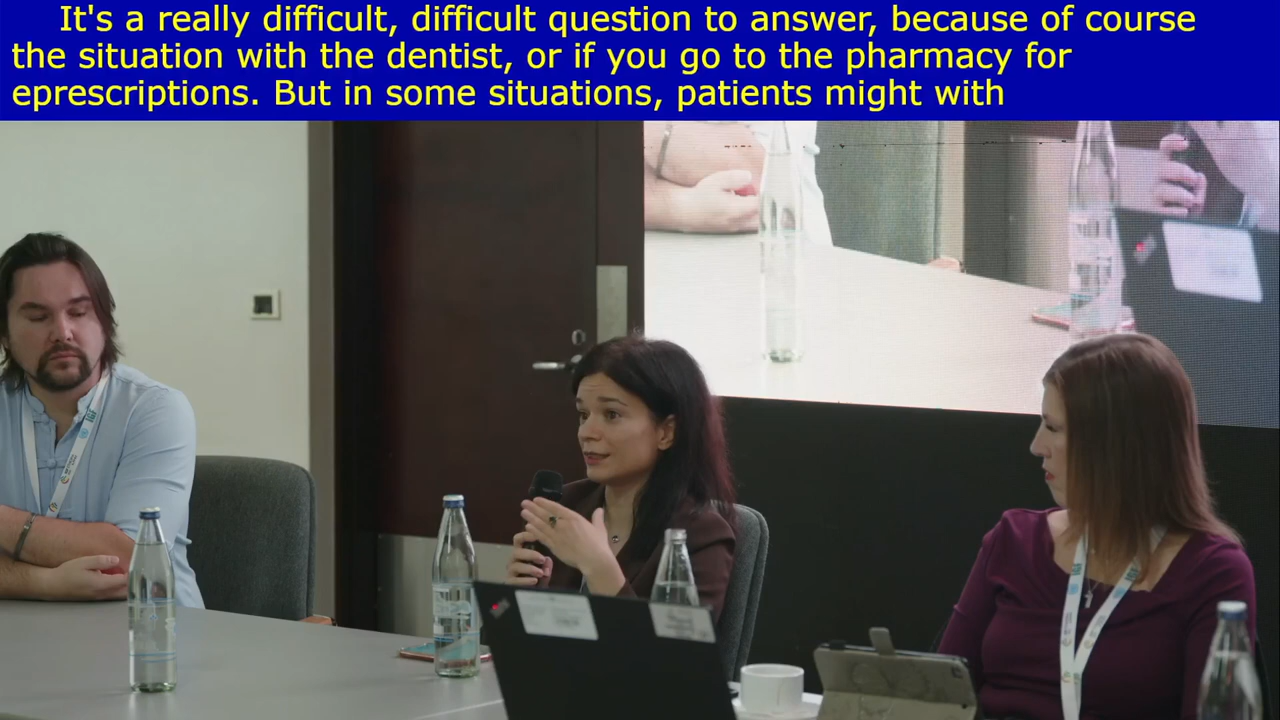 It's a really difficult, difficult question to answer, because of course
the situation with the dentist, or if you go to the pharmacy for
eprescriptions. But in some situations, patients might with